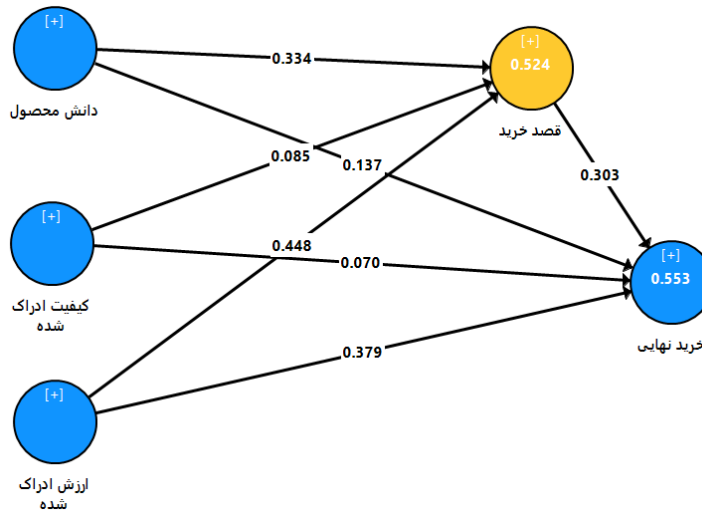 [+]
دانش محصول
[+]
0.524
قصد خرید
0.334
0.085
0.137
0.303
[+]
کیفیت ادراک
شده
0.448
0.070
[+]
0.553
خرید نهایی
0.379
[+]
ارزش ادراک
شده